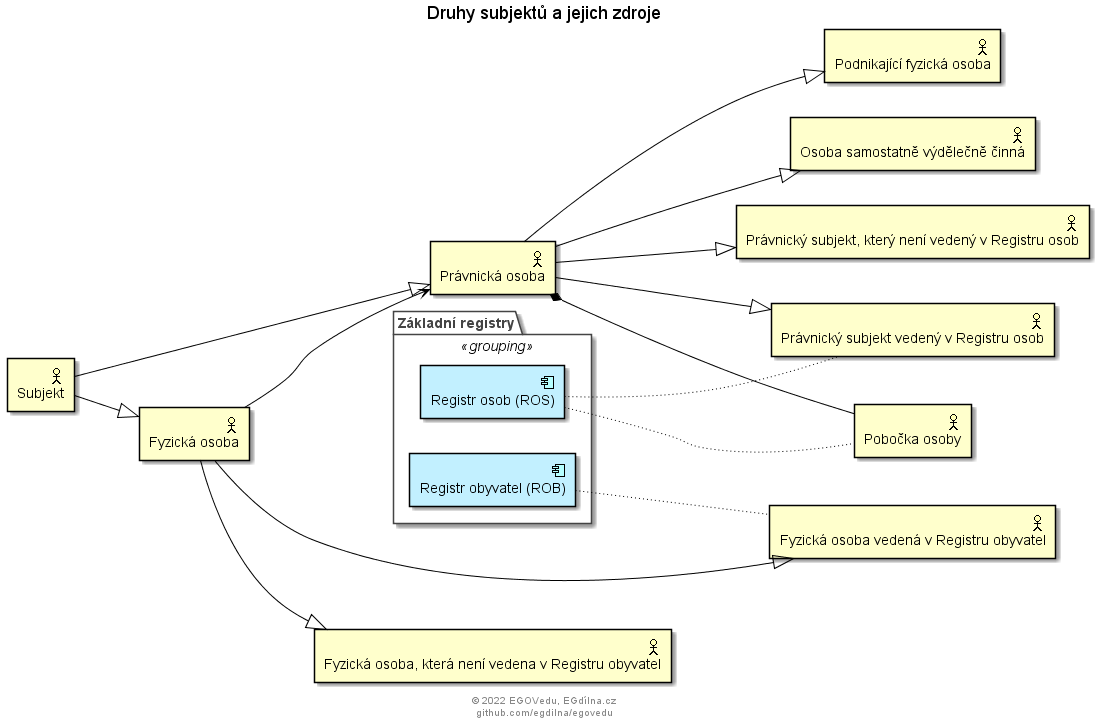 Druhy subjektů a jejich zdroje
Podnikající fyzická osoba
Osoba samostatně výdělečně činná
Právnický subjekt, který není vedený v Registru osob
Právnická osoba
Základní registry
«grouping»
Právnický subjekt vedený v Registru osob
Subjekt
Registr osob (ROS)
Fyzická osoba
Pobočka osoby
Registr obyvatel (ROB)
Fyzická osoba vedená v Registru obyvatel
Fyzická osoba, která není vedena v Registru obyvatel
© 2022 EGOVedu, EGdílna.cz
github.com/egdilna/egovedu